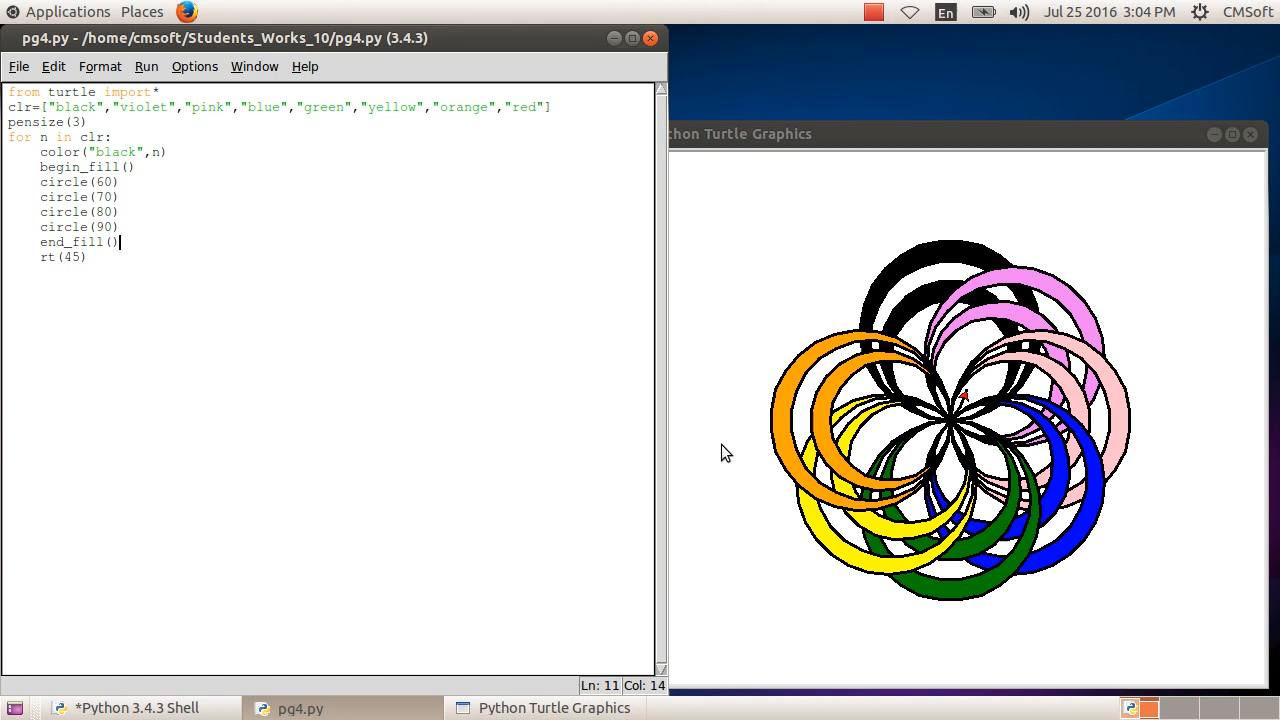 Applications Places En Jul 25 2016 3:04 PM CMSoft
pg4.py - /home/cmsoft/Students_Works_10/pg4.py (3.4.3)
File Edit Format Run Options Window Help
from turtle import*
clr=["black","violet","pink","blue","green","yellow","orange","red"]
pensize(3)
for n in clr:
    color("black",n)
    begin_fill()
    circle(60)
    circle(70)
    circle(80)
    circle(90)
    end_fill()
    rt(45)
Ln: 11 Col: 14
thon Turtle Graphics
*Python 3.4.3 Shell pg4.py Python Turtle Graphics